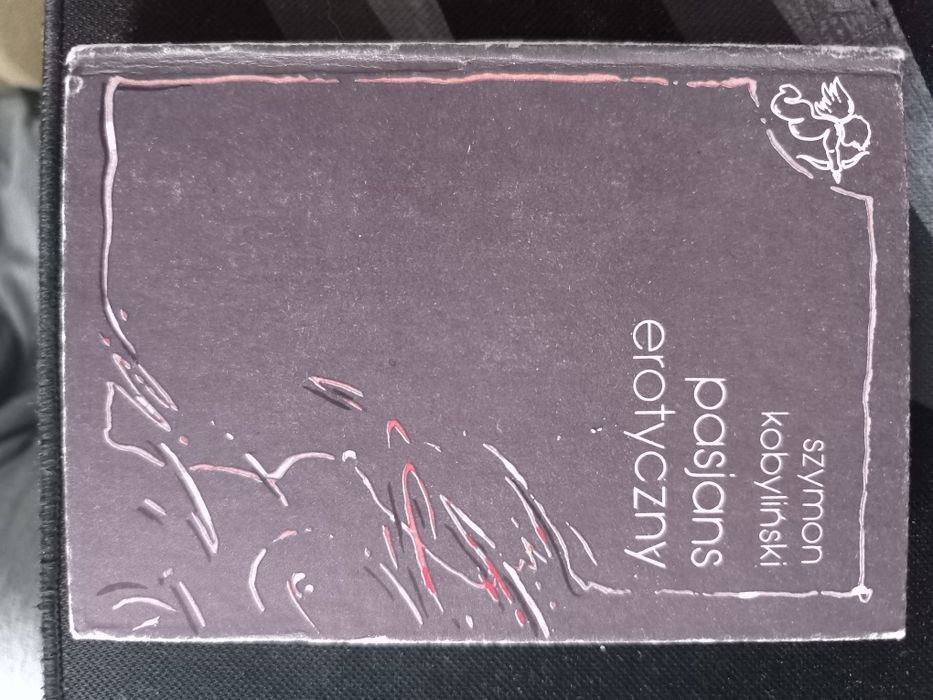 szymon
kobyliński
pasjans
erotyczny